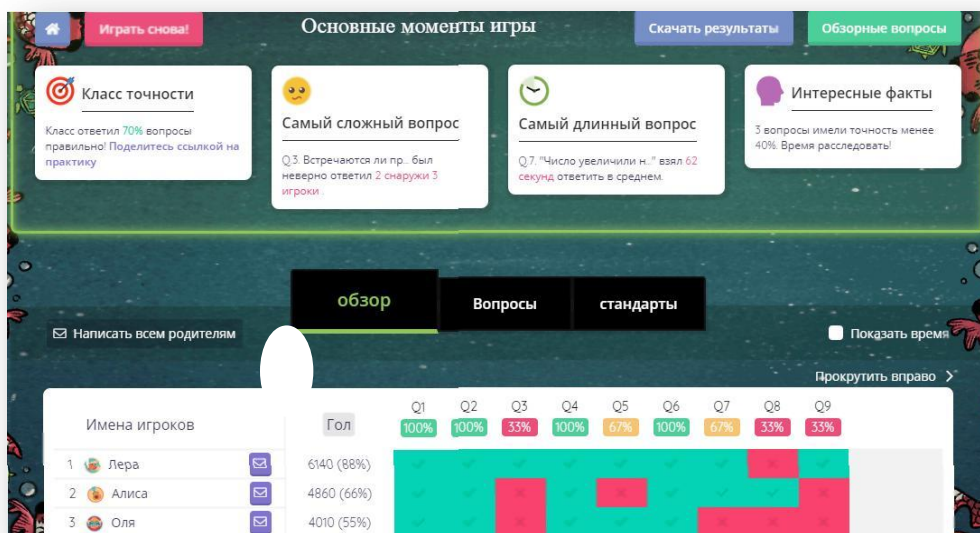 Играть снова!
Основные моменты игры
Скачать результаты
Обзорные вопросы
Класс точности
Класс ответил 70% вопросы
правильно! Поделитесь ссылкой на
практику
Самый сложный вопрос
Q.3. Встречаются ли пр.. был
неверно ответил 2 снаружи 3
игроки .
Самый длинный вопрос
Q.7. "Число увеличили н.." взял 62
секунд ответить в среднем.
Интересные факты
3 вопросы имели точность менее
40%. Время расследовать!
обзор
Вопросы
стандарты
Написать всем родителям
Показать время
Прокрутить вправо
Имена игроков
Гол
Q1 Q2 Q3 Q4 Q5 Q6 Q7 Q8 Q9
100% 100% 33% 100% 67% 100% 67% 33% 33%
1 Лера 6140 (88%)
2 Алиса 4860 (66%)
3 Оля 4010 (55%)